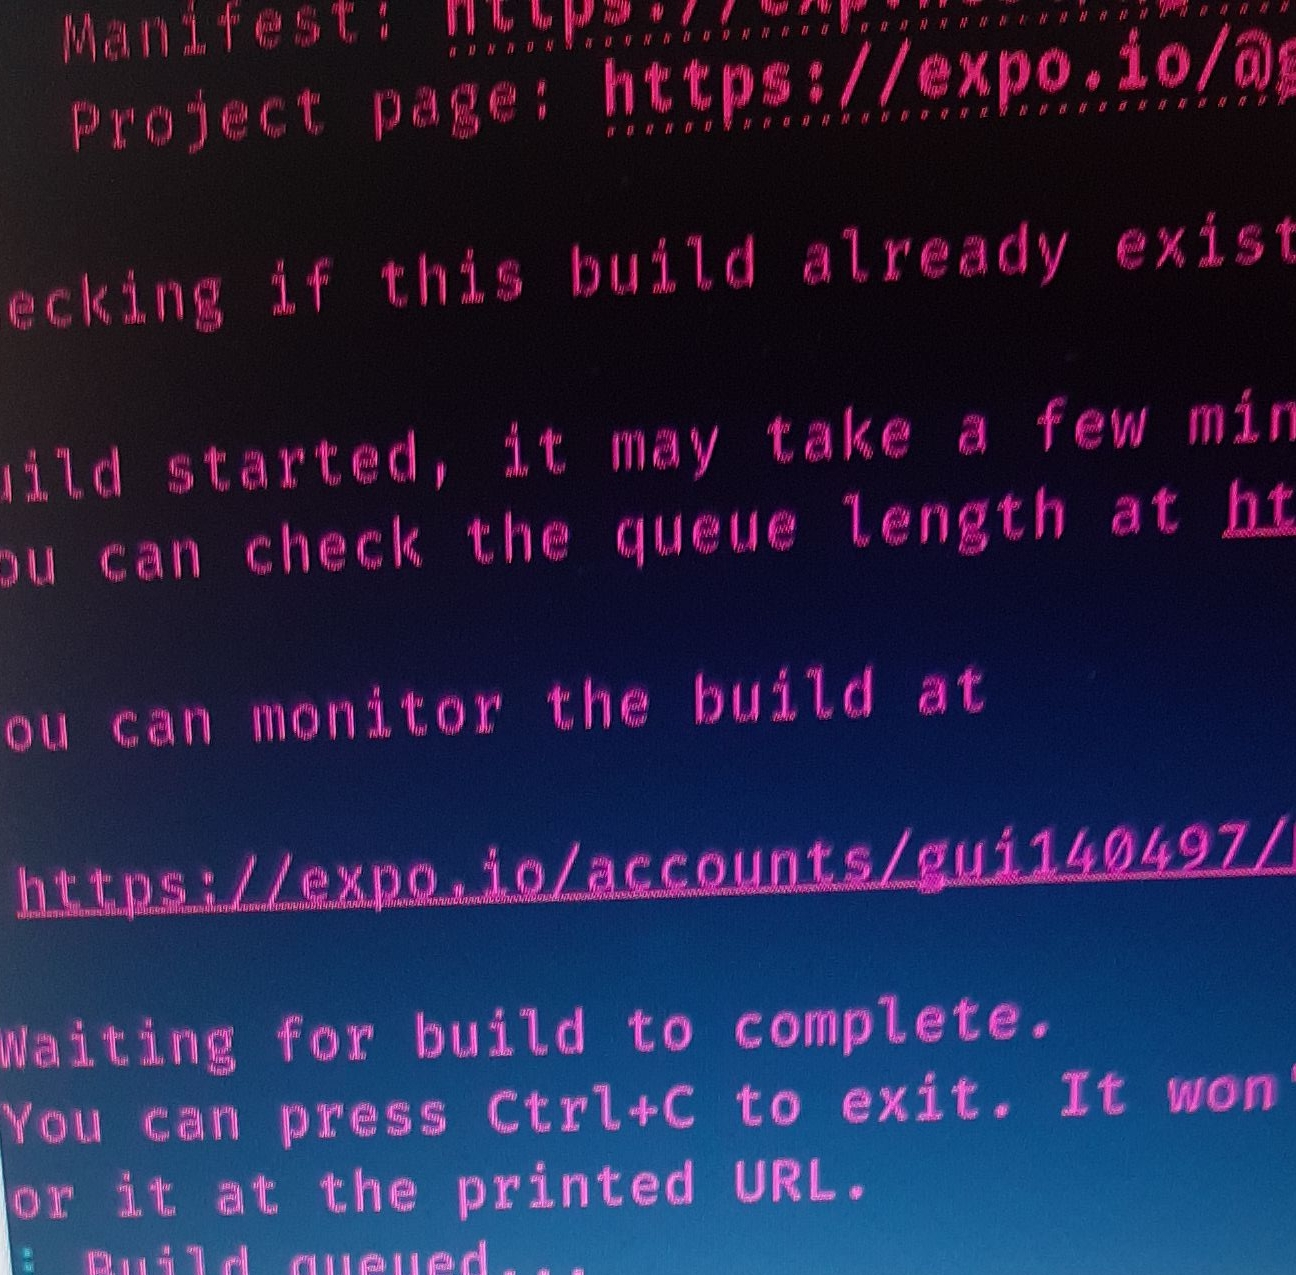 Manifest: https://exp
Project page: https://expo.io/@g
ecking if this build already exist
uild started, it may take a few min
ou can check the queue length at ht
ou can monitor the build at
https://expo.io/accounts/gui140497/
Waiting for build to complete.
You can press Ctrl+C to exit. It won'
or it at the printed URL.
: Build queued...